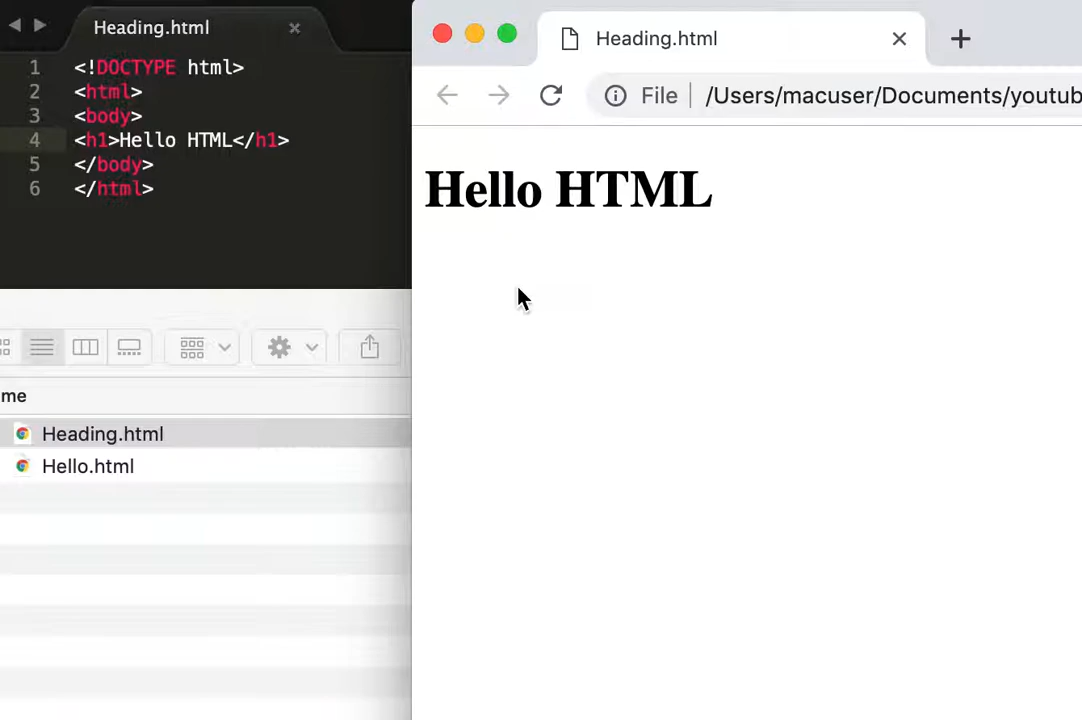 Heading.html
1 <!DOCTYPE html>
2 <html>
3 <body>
4 <h1>Hello HTML</h1>
5 </body>
6 </html>
me
Heading.html
Hello.html
Heading.html
File /Users/macuser/Documents/youtub
Hello HTML